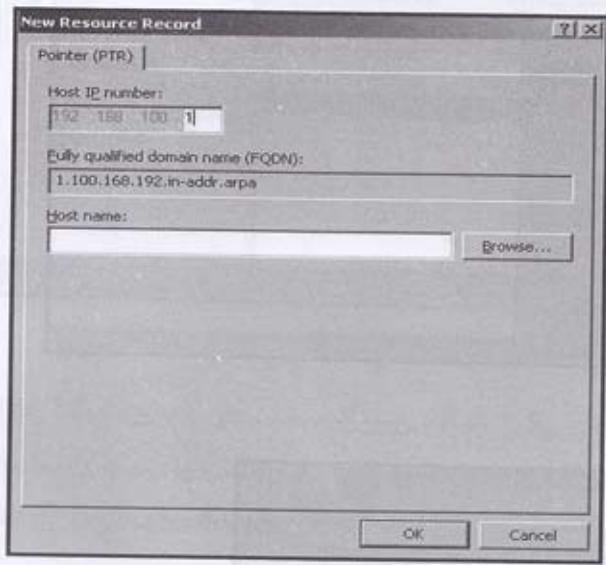 New Resource Record
Pointer (PTR)
Host IP number:
192 .168 .100 .1
Fully qualified domain name (FQDN):
1.100.168.192.in-addr.arpa
Host name:
Browse...
OK
Cancel